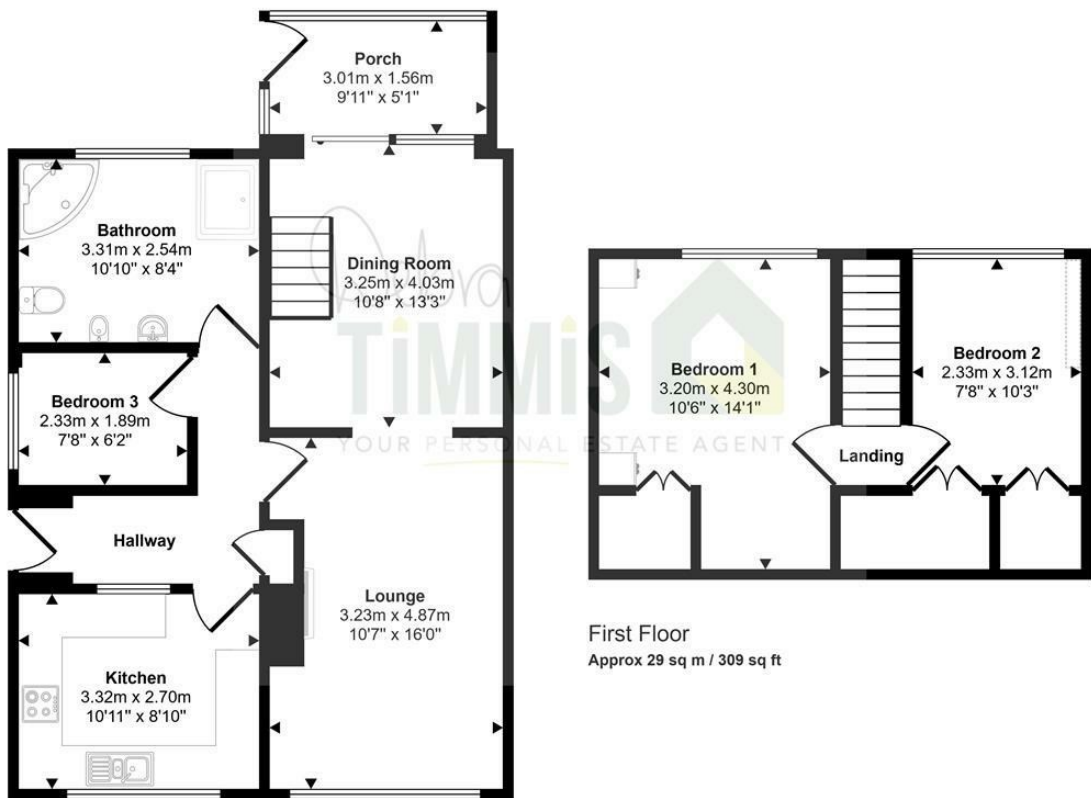 Porch
3.01m x 1.56m
9'11" x 5'1"
Bathroom
3.31m x 2.54m
10'10" x 8'4"
Dining Room
3.25m x 4.03m
10'8" x 13'3"
Bedroom 3
2.33m x 1.89m
7'8" x 6'2"
Hallway
Lounge
3.23m x 4.87m
10'7" x 16'0"
Kitchen
3.32m x 2.70m
10'11" x 8'10"
Bedroom 1
3.20m x 4.30m
10'6" x 14'1"
Landing
Bedroom 2
2.33m x 3.12m
7'8" x 10'3"
First Floor
Approx 29 sq m / 309 sq ft
Debra
TiMMiS
YOUR PERSONAL ESTATE AGENT